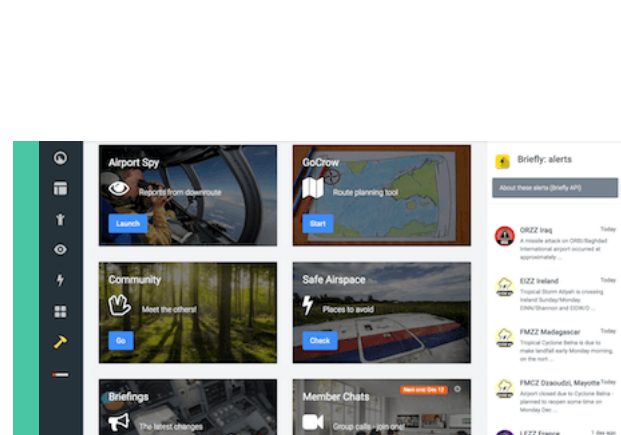 Airport Spy
Reports from downroute
Launch
GoCrow
Route planning tool
Start
Community
Meet the others!
Go
Safe Airspace
Places to avoid
Check
Briefings
The latest changes
Next one: Dec 12
Member Chats
Group calls - join one!
Briefly: alerts
About these alerts (Briefly API)
ORZZ Iraq Today
A missile attack on ORBI/Baghdad
International airport occurred at
approximately ...
EIZZ Ireland Today
Tropical Storm Atiyah is crossing
Ireland Sunday/Monday.
EINN/Shannon and EIDW/D ...
FMZZ Madagascar Today
Tropical Cyclone Belna is due to
make landfall early Monday morning,
on the nort ...
FMCZ Dzaoudzi, Mayotte Today
Airport closed due to Cyclone Belna -
planned to reopen some time on
Monday Dec ...
LFZZ France 1 day ago